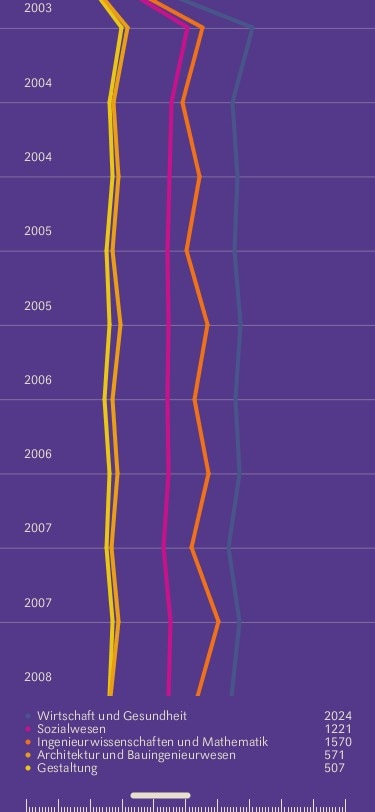 2003
2004
2004
2005
2005
2006
2006
2007
2007
2008
Wirtschaft und Gesundheit 2024
Sozialwesen 1221
Ingenieurwissenschaften und Mathematik 1570
Architektur und Bauingenieurwesen 571
Gestaltung 507